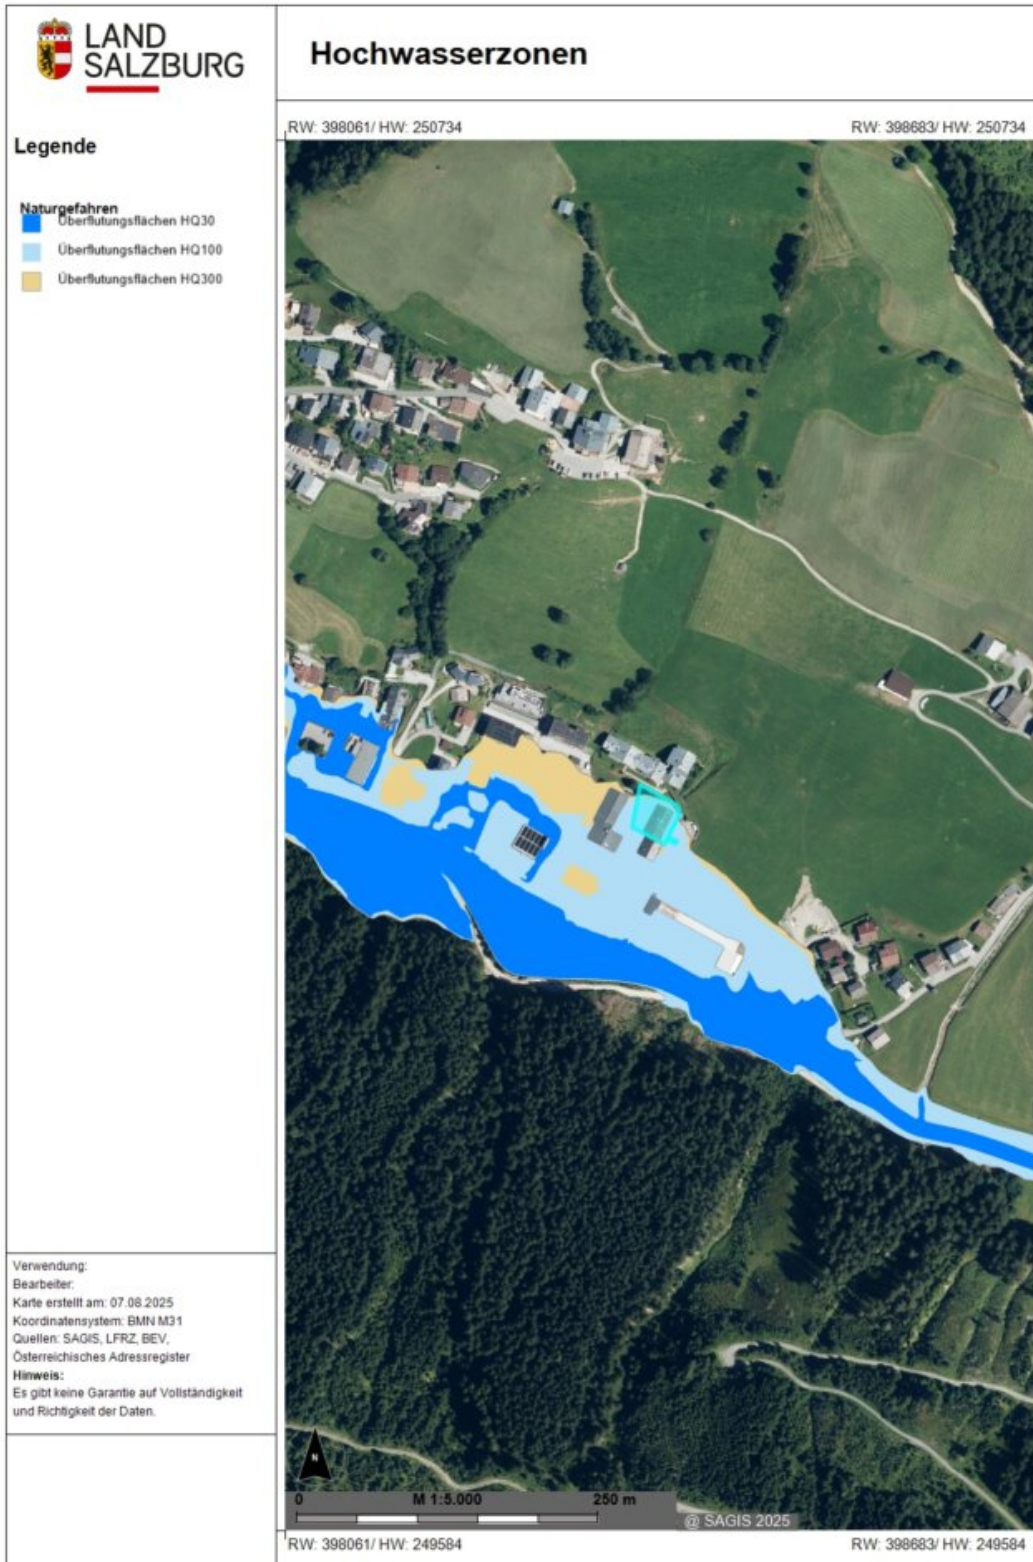 LAND
SALZBURG
Hochwasserzonen
RW: 398061/ HW: 250734
RW: 398683/ HW: 250734
Legende
Naturgefahren
Überflutungsflächen HQ30
Überflutungsflächen HQ100
Überflutungsflächen HQ300
Verwendung:
Bearbeiter:
Karte erstellt am: 07.08.2025
Koordinatensystem: BMN M31
Quellen: SAGIS, LFRZ, BEV,
Österreichisches Adressregister
Hinweis:
Es gibt keine Garantie auf Vollständigkeit
und Richtigkeit der Daten.
N
0 M 1:5.000 250 m
@ SAGIS 2025
RW: 398061/ HW: 249584
RW: 398683/ HW: 249584